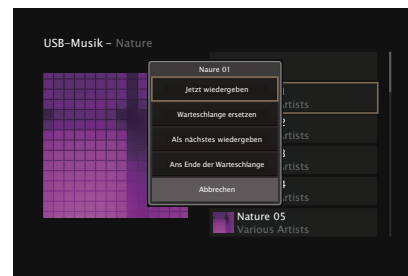 USB-Musik – Nature
Naure 01
Jetzt wiedergeben
Warteschlange ersetzen
Als nächstes wiedergeben
Ans Ende der Warteschlange
Abbrechen
1
Artists
2
Artists
3
Artists
4
Artists
Nature 05
Various Artists